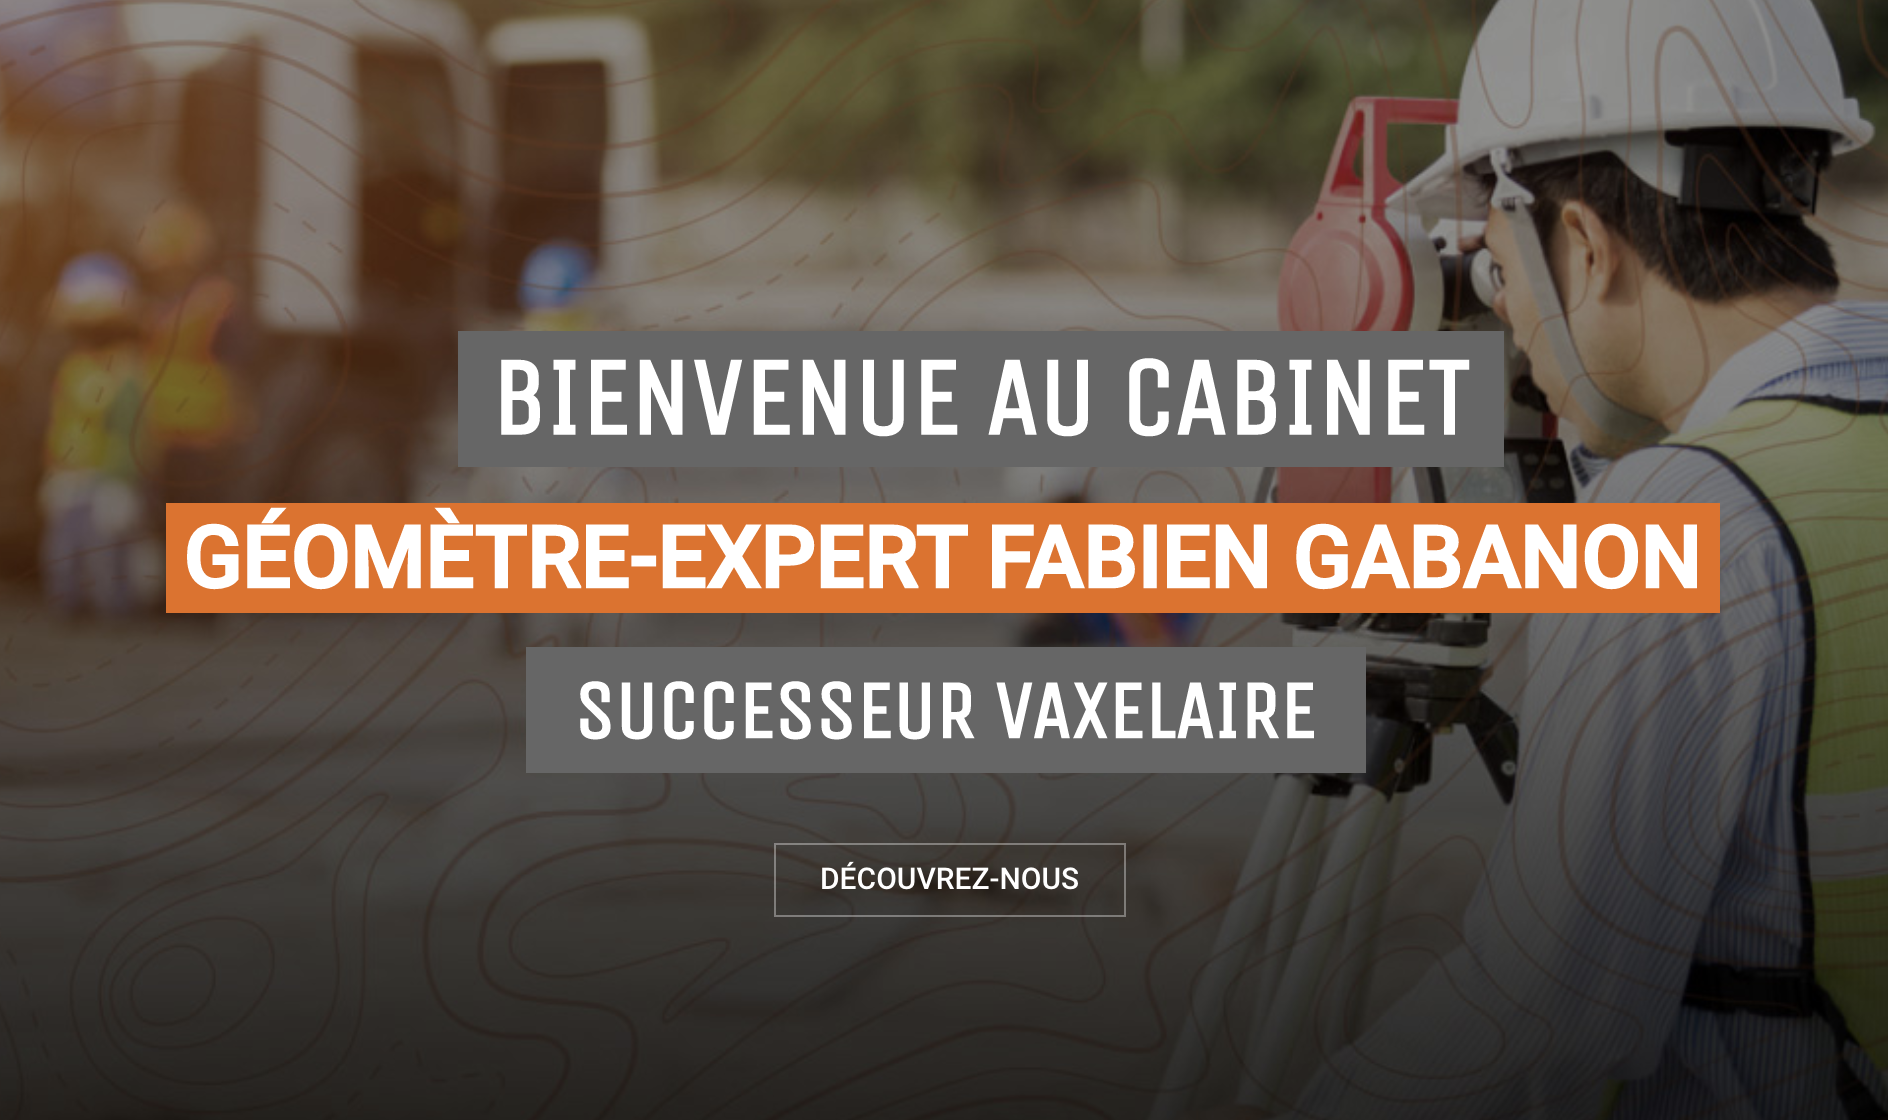 BIENVENUE AU CABINET
GÉOMÈTRE-EXPERT FABIEN GABANON
SUCCESSEUR VAXELAIRE
DÉCOUVREZ-NOUS